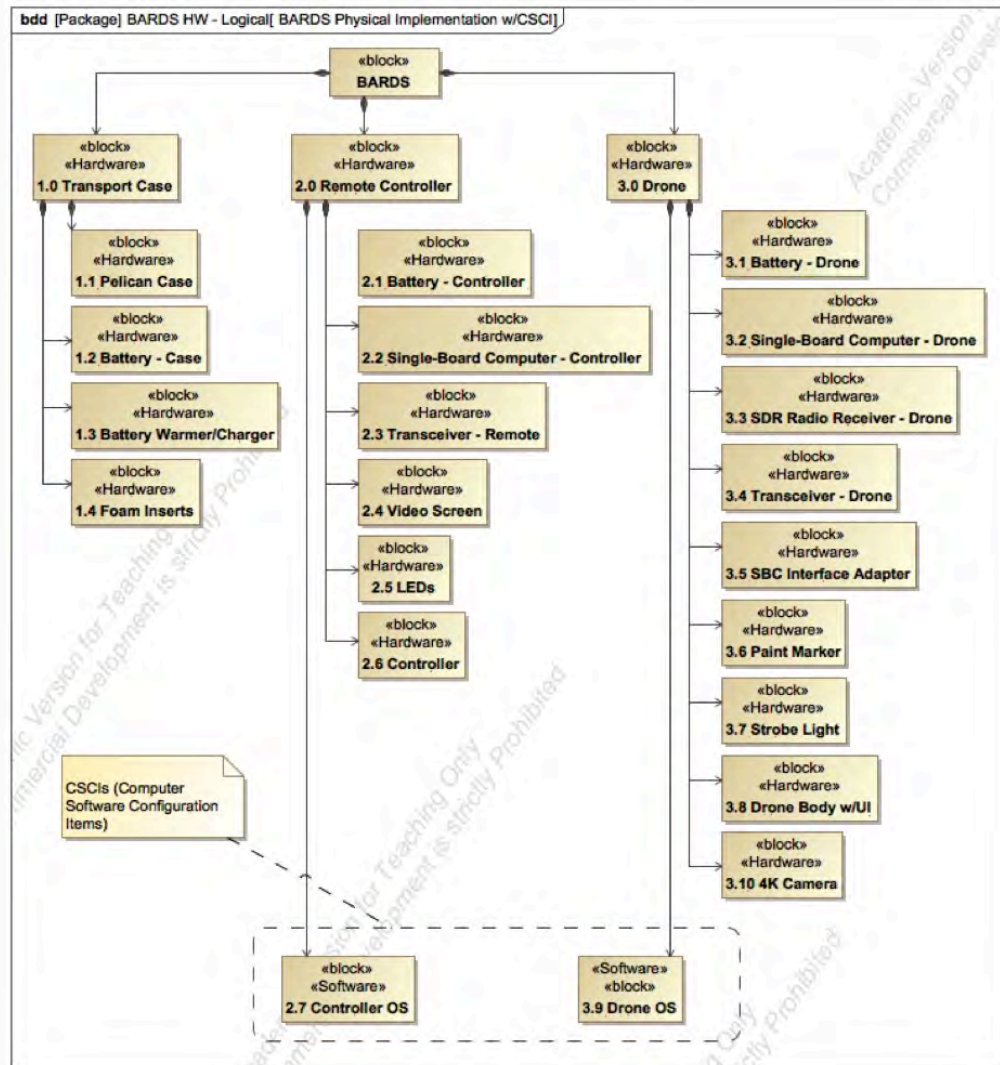 bdd [Package] BARDS HW - Logical[ BARDS Physical Implementation w/CSCI]
«block»
BARDS
«block»
«Hardware»
1.0 Transport Case
«block»
«Hardware»
2.0 Remote Controller
«block»
«Hardware»
3.0 Drone
«block»
«Hardware»
1.1 Pelican Case
«block»
«Hardware»
1.2 Battery - Case
«block»
«Hardware»
1.3 Battery Warmer/Charger
«block»
«Hardware»
1.4 Foam Inserts
«block»
«Hardware»
2.1 Battery - Controller
«block»
«Hardware»
2.2 Single-Board Computer - Controller
«block»
«Hardware»
2.3 Transceiver - Remote
«block»
«Hardware»
2.4 Video Screen
«block»
«Hardware»
2.5 LEDs
«block»
«Hardware»
2.6 Controller
«block»
«Hardware»
3.1 Battery - Drone
«block»
«Hardware»
3.2 Single-Board Computer - Drone
«block»
«Hardware»
3.3 SDR Radio Receiver - Drone
«block»
«Hardware»
3.4 Transceiver - Drone
«block»
«Hardware»
3.5 SBC Interface Adapter
«block»
«Hardware»
3.6 Paint Marker
«block»
«Hardware»
3.7 Strobe Light
«block»
«Hardware»
3.8 Drone Body w/UI
«block»
«Hardware»
3.10 4K Camera
CSCIs (Computer
Software Configuration
Items)
«block»
«Software»
2.7 Controller OS
«Software»
«block»
3.9 Drone OS
Academic Version
Commercial
Version for Teaching
Development is strictly Prohibited
for Teaching Only
is strictly Prohibited
Only
Prohibited